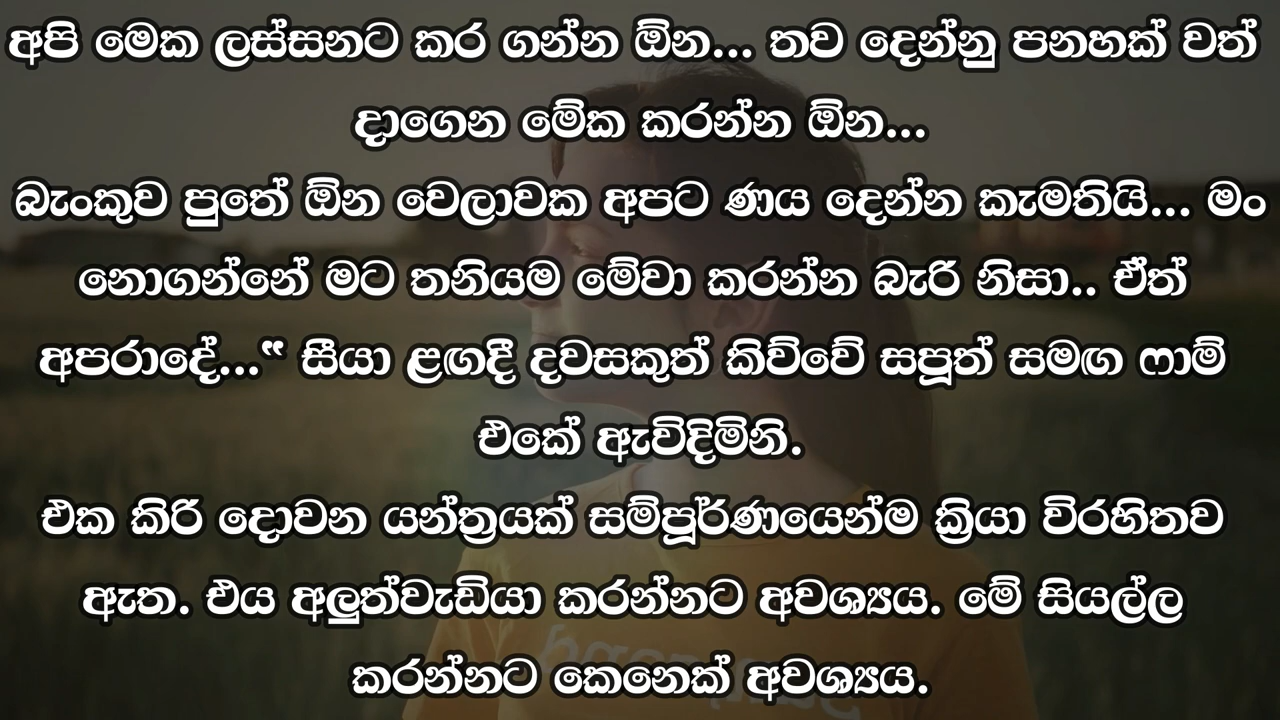 අපි මෙක ලස්සනට කර ගන්න ඕන... තව දෙන්නු පනහක් වත්
දාගෙන මේක කරන්න ඕන...
බැංකුව පුතේ ඕන වෙලාවක අපට ණය දෙන්න කැමතියි... මං
නොගන්නේ මට තනියම මේවා කරන්න බැරි නිසා.. ඒත්
අපරාදේ...“ සීයා ළඟදී දවසකුත් කිව්වේ සපූත් සමඟ ෆාම්
එකේ ඇවිදිමිනි.
එක කිරි දොවන යන්ත්‍රයක් සම්පූර්ණයෙන්ම ක්‍රියා විරහිතව
ඇත. එය අලුත්වැඩියා කරන්නට අවශ්‍යය. මේ සියල්ල
කරන්නට කෙනෙක් අවශ්‍යය.